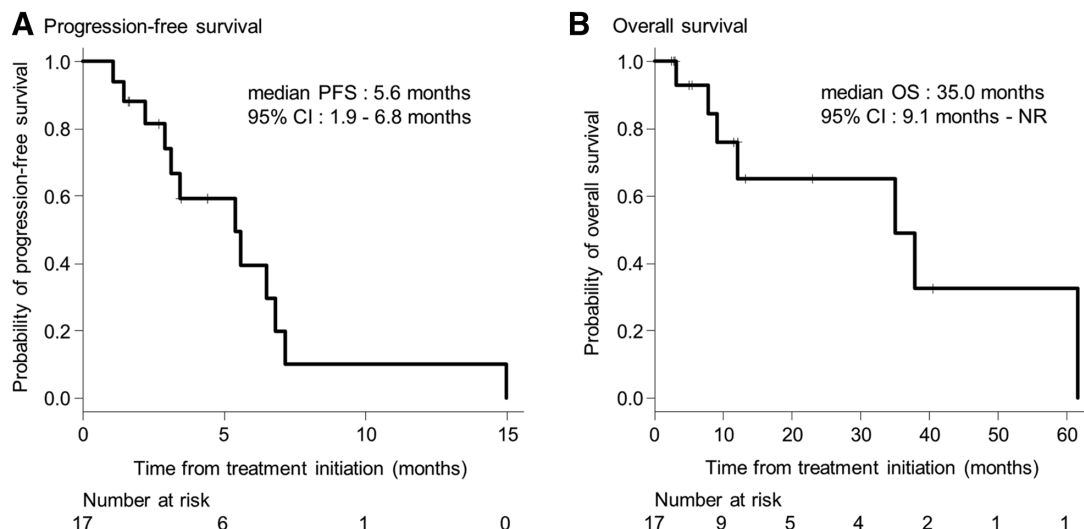 A Progression-free survival
Probability of progression-free survival
1.0
0.8
0.6
0.4
0.2
0.0
median PFS : 5.6 months
95% CI : 1.9 - 6.8 months
0 5 10 15
Time from treatment initiation (months)
Number at risk
17 6 1 0
B Overall survival
Probability of overall survival
1.0
0.8
0.6
0.4
0.2
0.0
median OS : 35.0 months
95% CI : 9.1 months - NR
0 10 20 30 40 50 60
Time from treatment initiation (months)
Number at risk
17 9 5 4 2 1 1